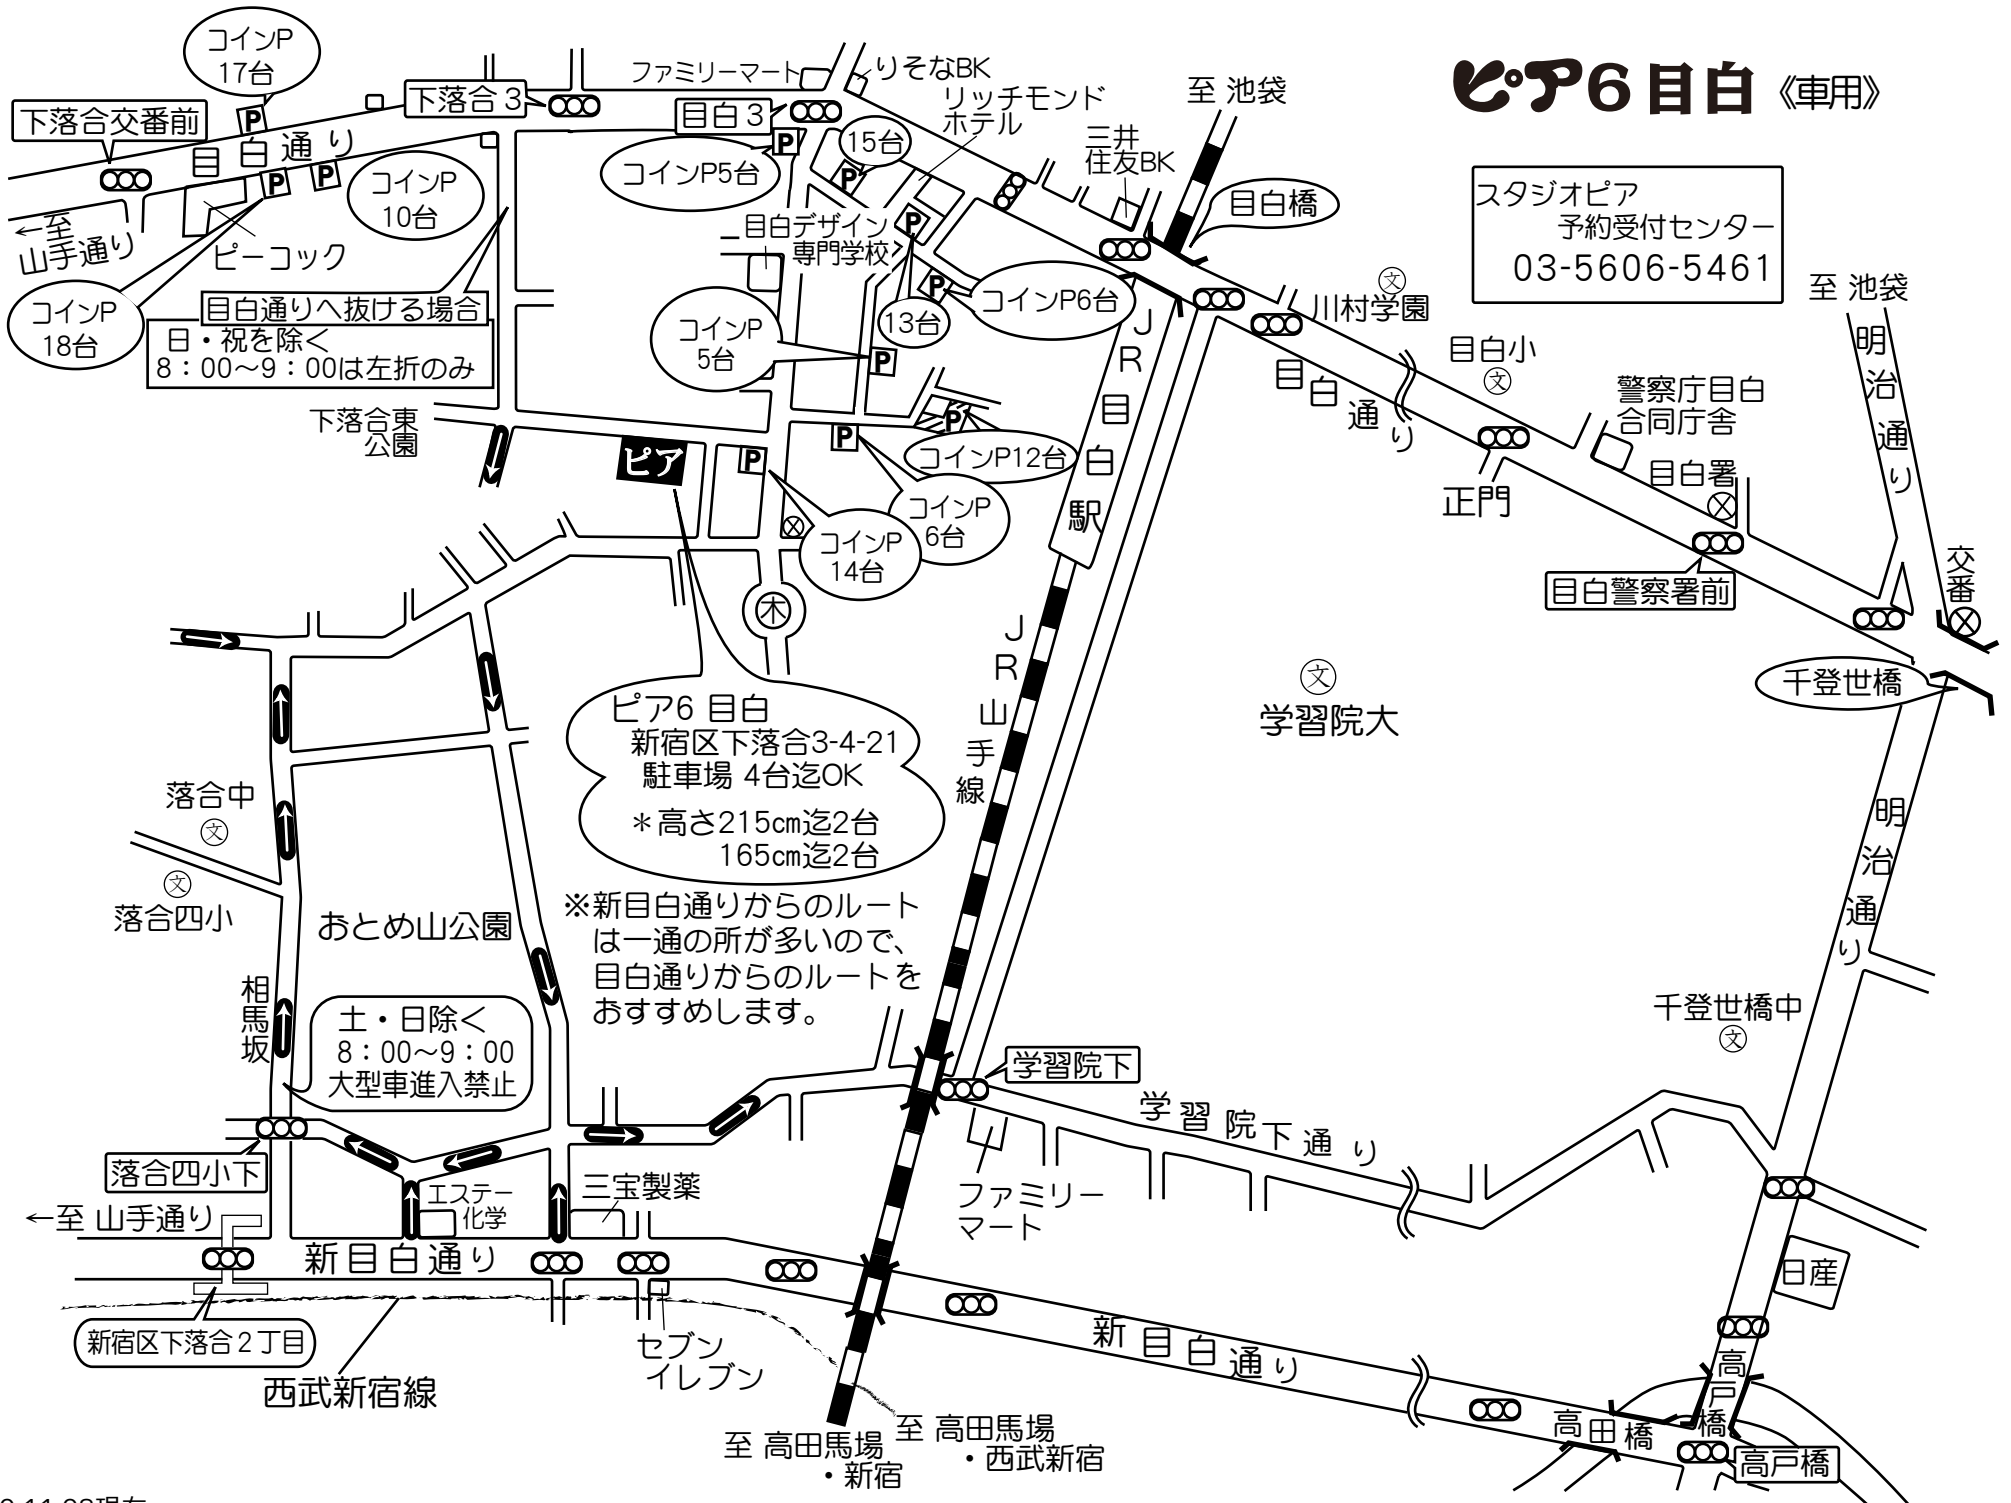 ピア6目白《車用》
スタジオピア
予約受付センター
03-5606-5461
コインP
17台
下落合交番前
下落合3
ファミリーマート
りそなBK
目白3
リッチモンド
ホテル
至 池袋
三井
住友BK
目白橋
目白通り
コインP
10台
コインP5台
15台
←至
山手通り
ピーコック
コインP
18台
目白通りへ抜ける場合
日・祝を除く
8：00～9：00は左折のみ
目白デザイン
専門学校
13台
コインP6台
コインP
5台
P
P
P
P
P
P
P
P
P
P
P
下落合東
公園
ピア
コインP12台
コインP
6台
コインP
14台
木
JR目白駅
川村学園
文
目白小
文
目白通り
警察庁目白
合同庁舎
目白署
正門
目白警察署前
至 池袋
明治通り
交番
千登世橋
JR山手線
文
学習院大
ピア6 目白
新宿区下落合3-4-21
駐車場 4台迄OK
＊高さ215cm迄2台
165cm迄2台
※新目白通りからのルート
は一通の所が多いので、
目白通りからのルートを
おすすめします。
落合中
文
文
落合四小
おとめ山公園
相馬坂
土・日除く
8：00～9：00
大型車進入禁止
明治通り
千登世橋中
文
学習院下
学習院下通り
ファミリー
マート
落合四小下
エステー
化学
三宝製薬
←至 山手通り
新目白通り
新宿区下落合2丁目
西武新宿線
セブン
イレブン
新目白通り
日産
高戸橋
高田橋
高戸橋
至 高田馬場
・新宿
至 高田馬場
・西武新宿